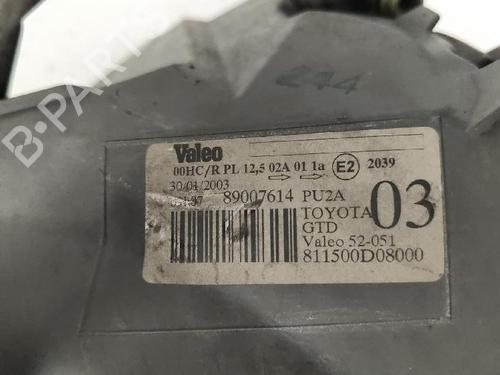 B-PARTS
244
Valeo
00HC/R PL 12,5 02A 01 1a E2 2039
30/01/2003
89007614 PU2A
TOYOTA 03
GTD
Valeo 52-051
811500D08000